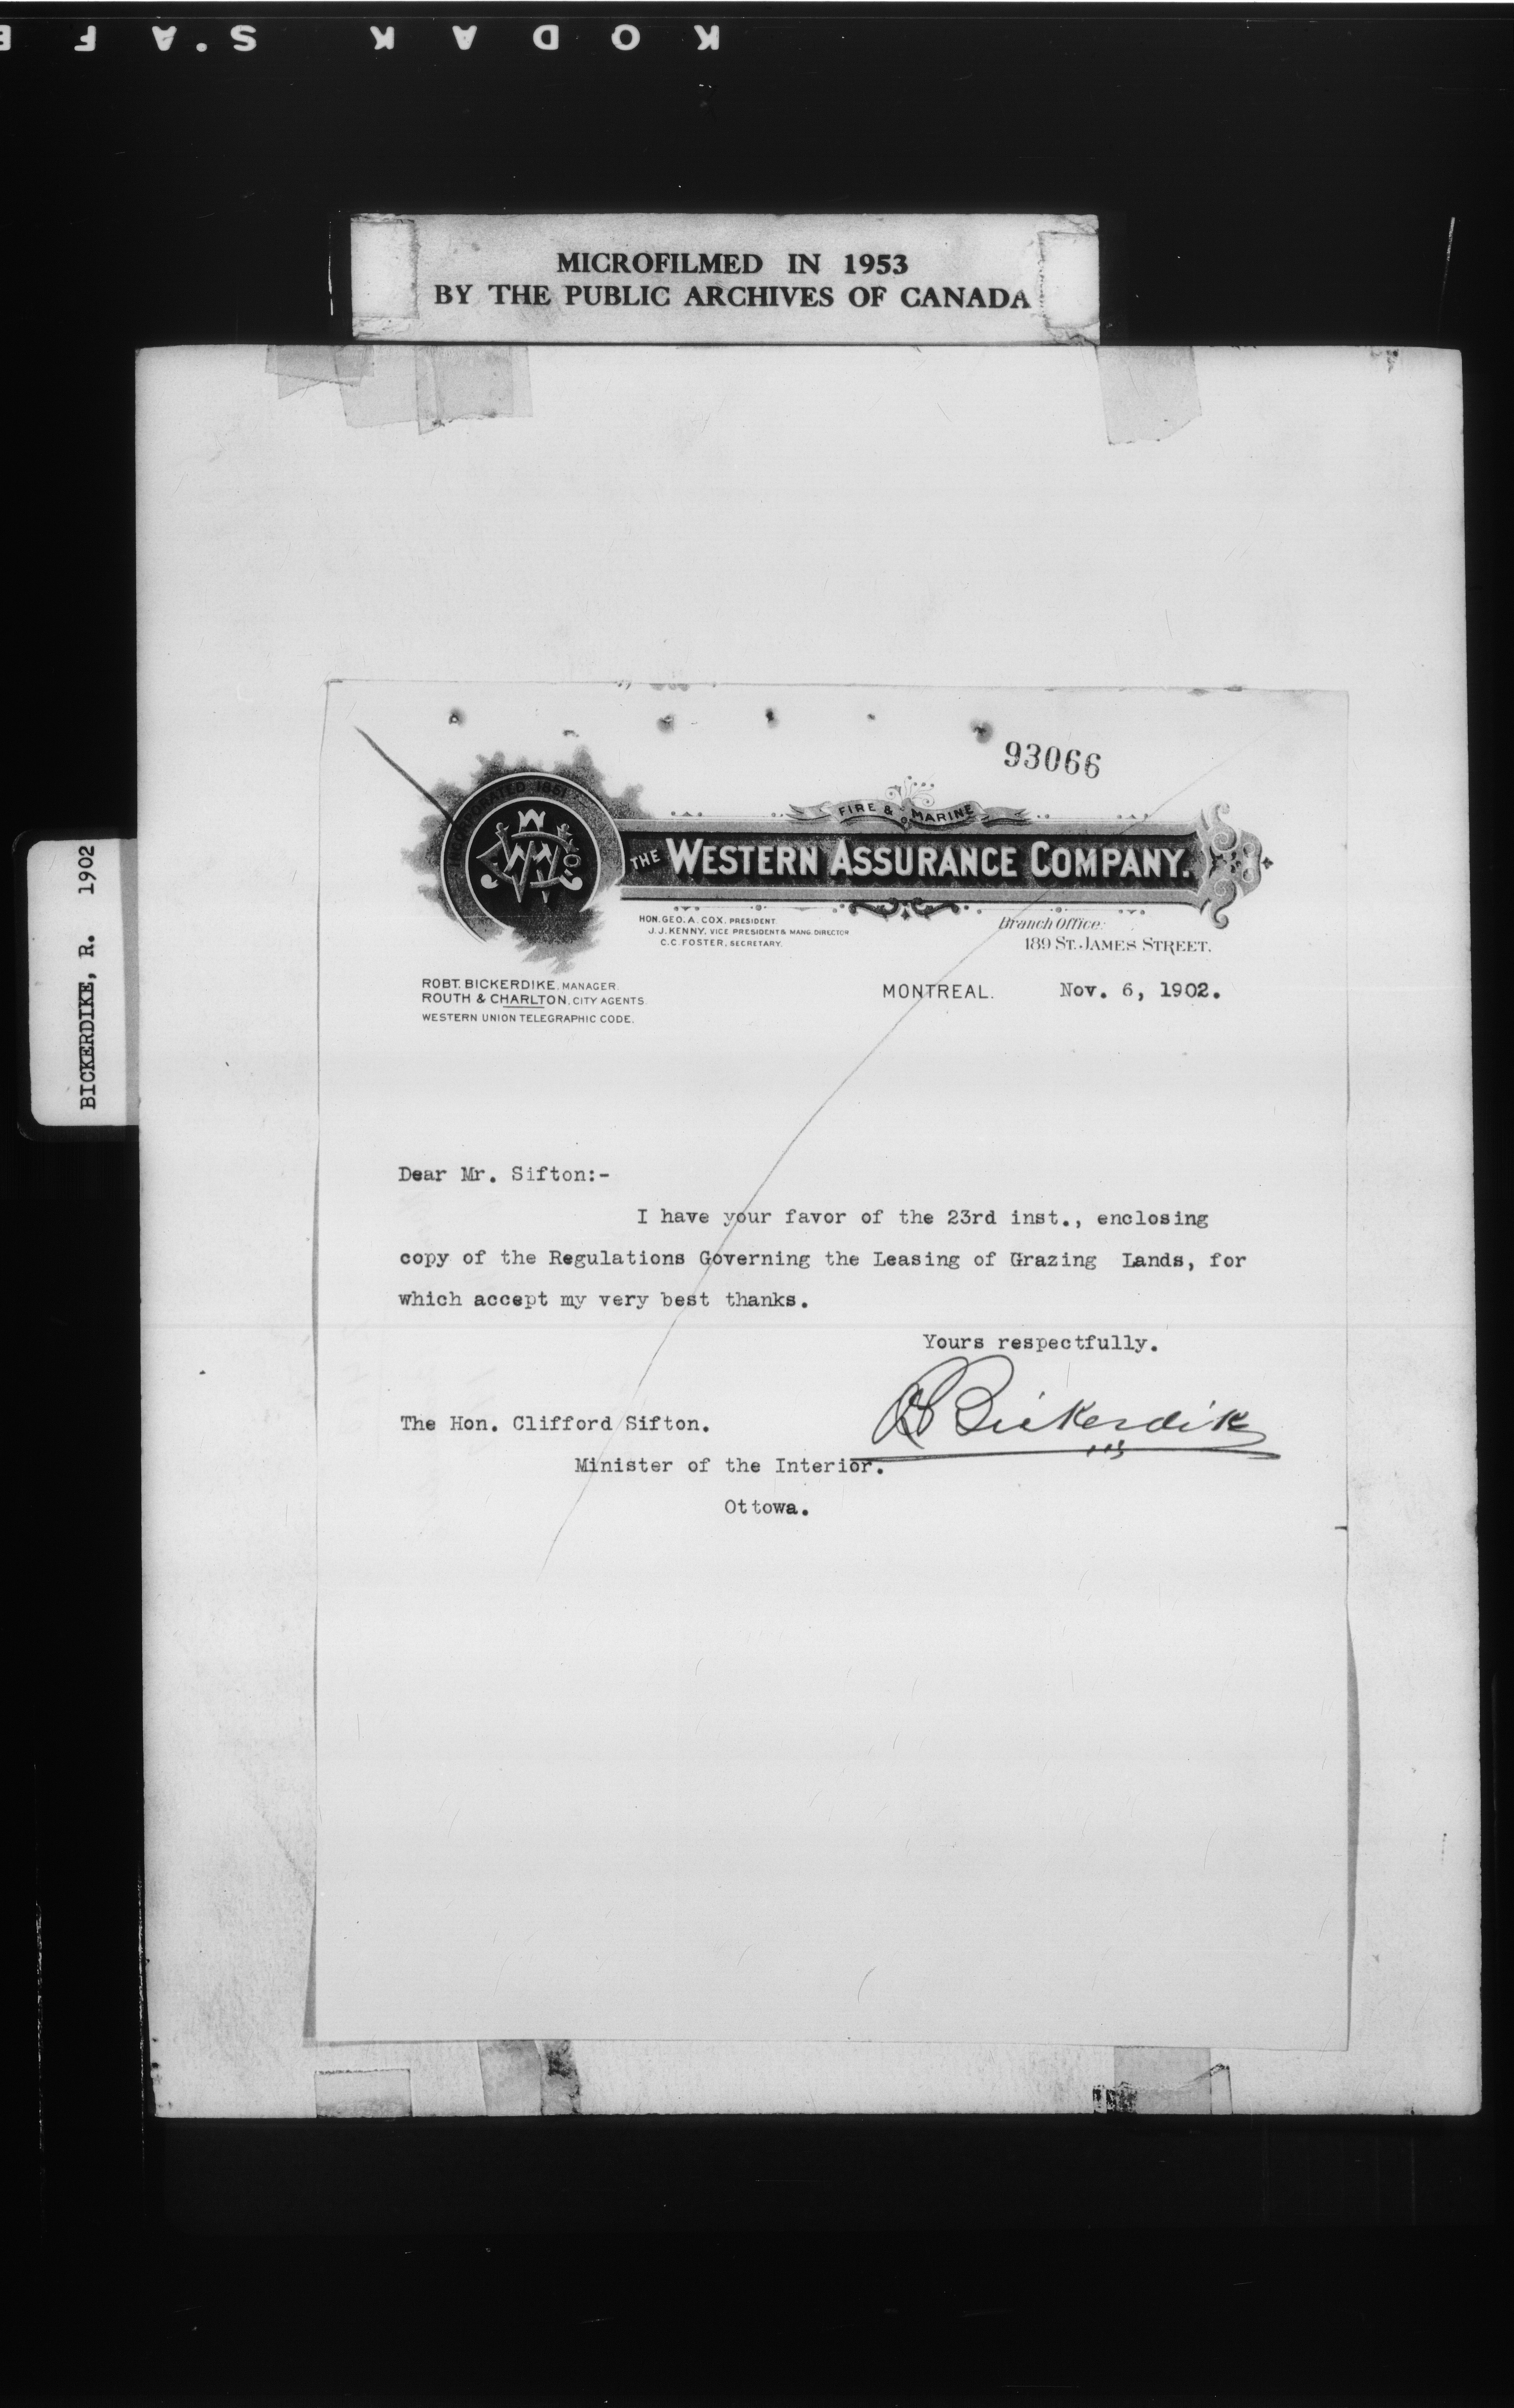 KODAK S.'AF
MICROFILMED IN 1953
BY THE PUBLIC ARCHIVES OF CANADA
BICKERDIKE, R. 1902
93066
INCORPORATED 1851
FIRE & MARINE
THE WESTERN ASSURANCE COMPANY.
HON. GEO. A. COX, PRESIDENT.
J. J. KENNY, VICE PRESIDENT & MANG. DIRECTOR
C. C. FOSTER, SECRETARY.
Branch Office:
189 ST. JAMES STREET.
ROBT. BICKERDIKE, MANAGER.
ROUTH & CHARLTON, CITY AGENTS
WESTERN UNION TELEGRAPHIC CODE.
MONTREAL. Nov. 6, 1902.
Dear Mr. Sifton:-
I have your favor of the 23rd inst., enclosing
copy of the Regulations Governing the Leasing of Grazing Lands, for
which accept my very best thanks.
Yours respectfully.
R Bickerdike
The Hon. Clifford Sifton.
Minister of the Interior.
Ottowa.